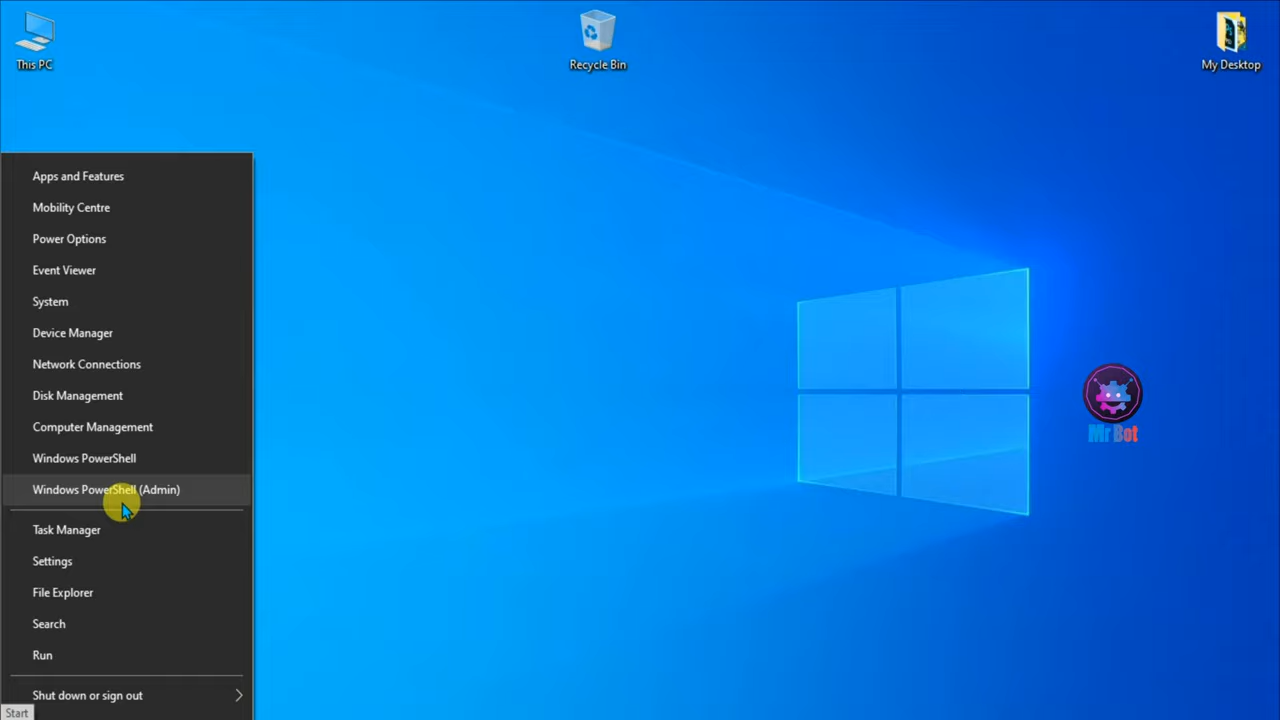 This PC
Recycle Bin
My Desktop
Apps and Features
Mobility Centre
Power Options
Event Viewer
System
Device Manager
Network Connections
Disk Management
Computer Management
Windows PowerShell
Windows PowerShell (Admin)
Task Manager
Settings
File Explorer
Search
Run
Shut down or sign out
Start
Mr Bot